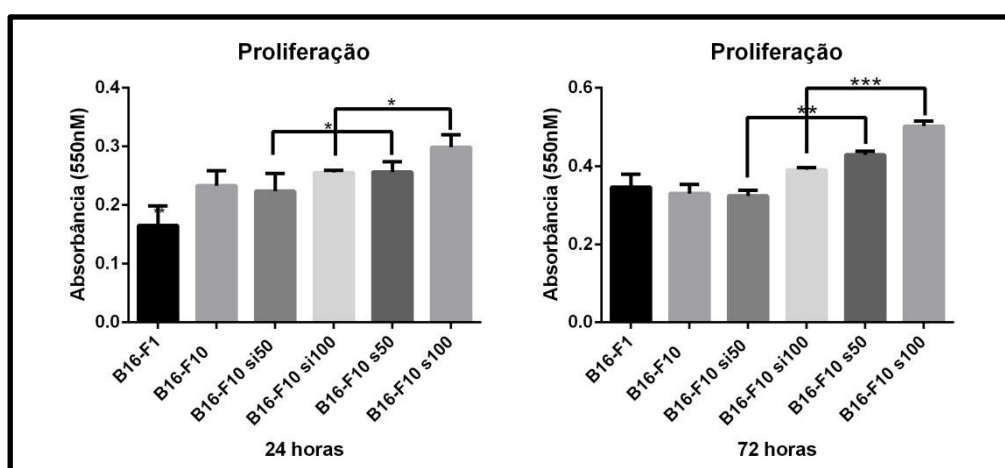 Proliferação
Absorbância (550nM)
0.4
0.3
0.2
0.1
0.0
**
*
*
B16-F1
B16-F10
B16-F10 si50
B16-F10 si100
B16-F10 s50
B16-F10 s100
24 horas
Proliferação
Absorbância (550nM)
0.6
0.4
0.2
0.0
**
***
B16-F1
B16-F10
B16-F10 si50
B16-F10 si100
B16-F10 s50
B16-F10 s100
72 horas